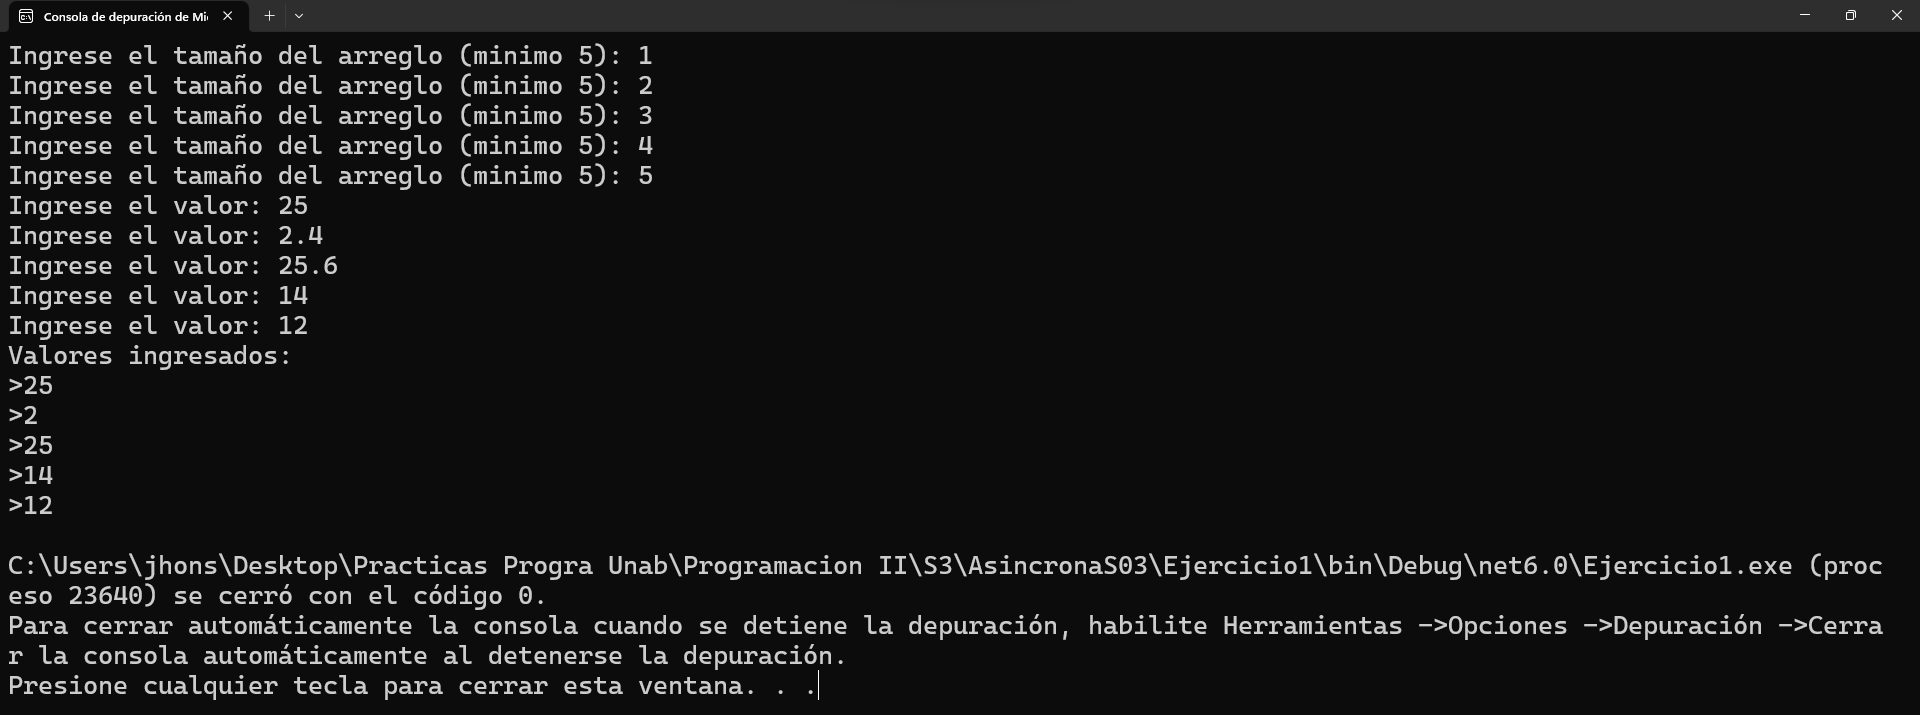 Consola de depuración de Mi
Ingrese el tamaño del arreglo (minimo 5): 1
Ingrese el tamaño del arreglo (minimo 5): 2
Ingrese el tamaño del arreglo (minimo 5): 3
Ingrese el tamaño del arreglo (minimo 5): 4
Ingrese el tamaño del arreglo (minimo 5): 5
Ingrese el valor: 25
Ingrese el valor: 2.4
Ingrese el valor: 25.6
Ingrese el valor: 14
Ingrese el valor: 12
Valores ingresados:
>25
>2
>25
>14
>12
C:\Users\jhons\Desktop\Practicas Progra Unab\Programacion II\S3\AsincronaS03\Ejercicio1\bin\Debug\net6.0\Ejercicio1.exe (proc
eso 23640) se cerró con el código 0.
Para cerrar automáticamente la consola cuando se detiene la depuración, habilite Herramientas ->Opciones ->Depuración ->Cerra
r la consola automáticamente al detenerse la depuración.
Presione cualquier tecla para cerrar esta ventana. . .